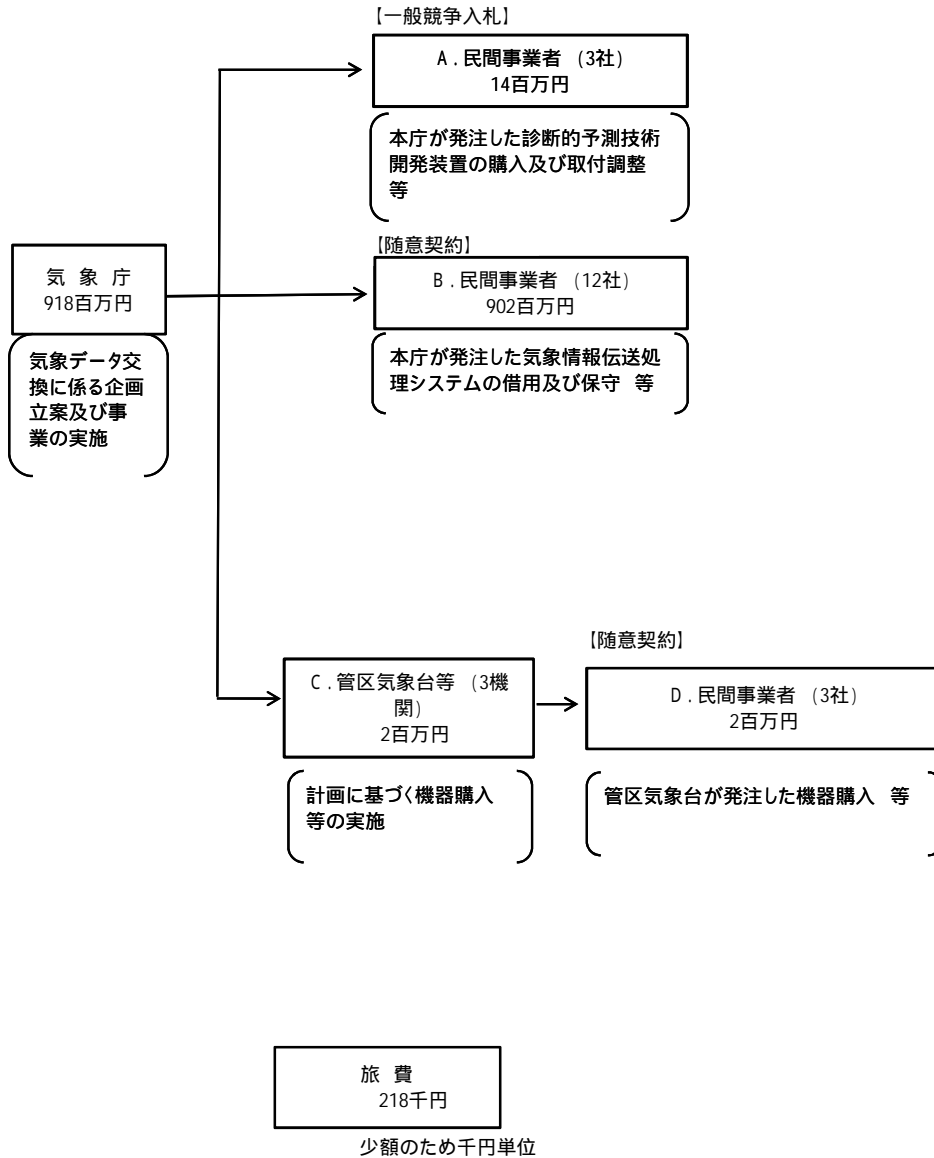 【一般競争入札】
A．民間事業者 (3社)
14百万円
本庁が発注した診断的予測技術
開発装置の購入及び取付調整
等
【随意契約】
気 象 庁
918百万円
B．民間事業者 (12社)
902百万円
気象データ交
換に係る企画
立案及び事
業の実施
本庁が発注した気象情報伝送処
理システムの借用及び保守 等
【随意契約】
C．管区気象台等 (3機
関)
2百万円
D．民間事業者 (3社)
2百万円
計画に基づく機器購入
等の実施
管区気象台が発注した機器購入 等
旅 費
218千円
少額のため千円単位